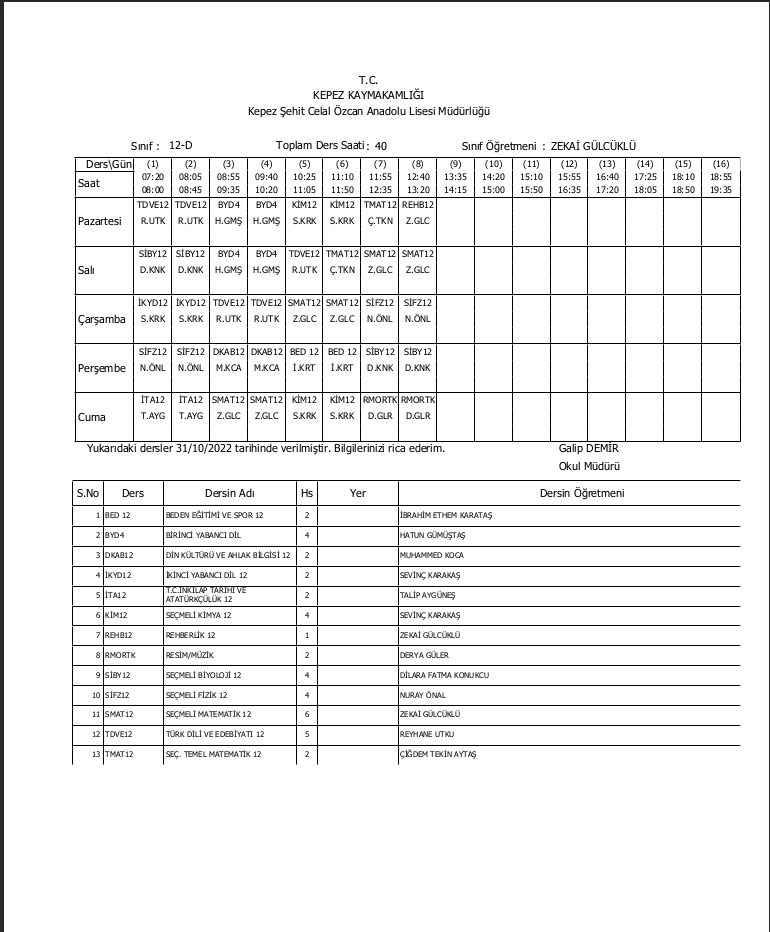 T.C.
KEPEZ KAYMAKAMLIĞI
Kepez Şehit Celal Özcan Anadolu Lisesi Müdürlüğü
Sınıf : 12-D Toplam Ders Saati : 40 Sınıf Öğretmeni : ZEKAİ GÜLCÜKLÜ
Ders\Gün (1) (2) (3) (4) (5) (6) (7) (8) (9) (10) (11) (12) (13) (14) (15) (16)
Saat 07:20 08:05 08:55 09:40 10:25 11:10 11:55 12:40 13:35 14:20 15:10 15:55 16:40 17:25 18:10 18:55
08:00 08:45 09:35 10:20 11:05 11:50 12:35 13:20 14:15 15:00 15:50 16:35 17:20 18:05 18:50 19:35
TDVE12 TDVE12 BYD4 BYD4 KİM12 KİM12 TMAT12 REHB12
Pazartesi R.UTK R.UTK H.GMŞ H.GMŞ S.KRK S.KRK Ç.TKN Z.GLC
SİBY12 SİBY12 BYD4 BYD4 TDVE12 TMAT12 SMAT12 SMAT12
Salı D.KNK D.KNK H.GMŞ H.GMŞ R.UTK Ç.TKN Z.GLC Z.GLC
İKYD12 İKYD12 TDVE12 TDVE12 SMAT12 SMAT12 SİFZ12 SİFZ12
Çarşamba S.KRK S.KRK R.UTK R.UTK Z.GLC Z.GLC N.ÖNL N.ÖNL
SİFZ12 SİFZ12 DKAB12 DKAB12 BED 12 BED 12 SİBY12 SİBY12
Perşembe N.ÖNL N.ÖNL M.KCA M.KCA İ.KRT İ.KRT D.KNK D.KNK
İTA12 İTA12 SMAT12 SMAT12 KİM12 KİM12 RMORTK RMORTK
Cuma T.AYG T.AYG Z.GLC Z.GLC S.KRK S.KRK D.GLR D.GLR
Yukarıdaki dersler 31/10/2022 tarihinde verilmiştir. Bilgilerinizi rica ederim. Galip DEMİR
Okul Müdürü
S.No Ders Dersin Adı Hs Yer Dersin Öğretmeni
1 BED 12 BEDEN EĞİTİMİ VE SPOR 12 2 İBRAHİM ETHEM KARATAŞ
2 BYD4 BİRİNCİ YABANCI DİL 4 HATUN GÜMÜŞTAŞ
3 DKAB12 DİN KÜLTÜRÜ VE AHLAK BİLGİSİ 12 2 MUHAMMED KOCA
4 İKYD12 İKİNCİ YABANCI DİL 12 2 SEVİNÇ KARAKAŞ
5 İTA12 T.C.İNKILAP TARİHİ VE
ATATÜRKÇÜLÜK 12 2 TALİP AYGÜNEŞ
6 KİM12 SEÇMELİ KİMYA 12 4 SEVİNÇ KARAKAŞ
7 REHB12 REHBERLİK 12 1 ZEKAİ GÜLCÜKLÜ
8 RMORTK RESİM/MÜZİK 2 DERYA GÜLER
9 SİBY12 SEÇMELİ BİYOLOJİ 12 4 DİLARA FATMA KONUKCU
10 SİFZ12 SEÇMELİ FİZİK 12 4 NURAY ÖNAL
11 SMAT12 SEÇMELİ MATEMATİK 12 6 ZEKAİ GÜLCÜKLÜ
12 TDVE12 TÜRK DİLİ VE EDEBİYATI 12 5 REYHANE UTKU
13 TMAT12 SEÇ. TEMEL MATEMATİK 12 2 ÇİĞDEM TEKİN AYTAŞ